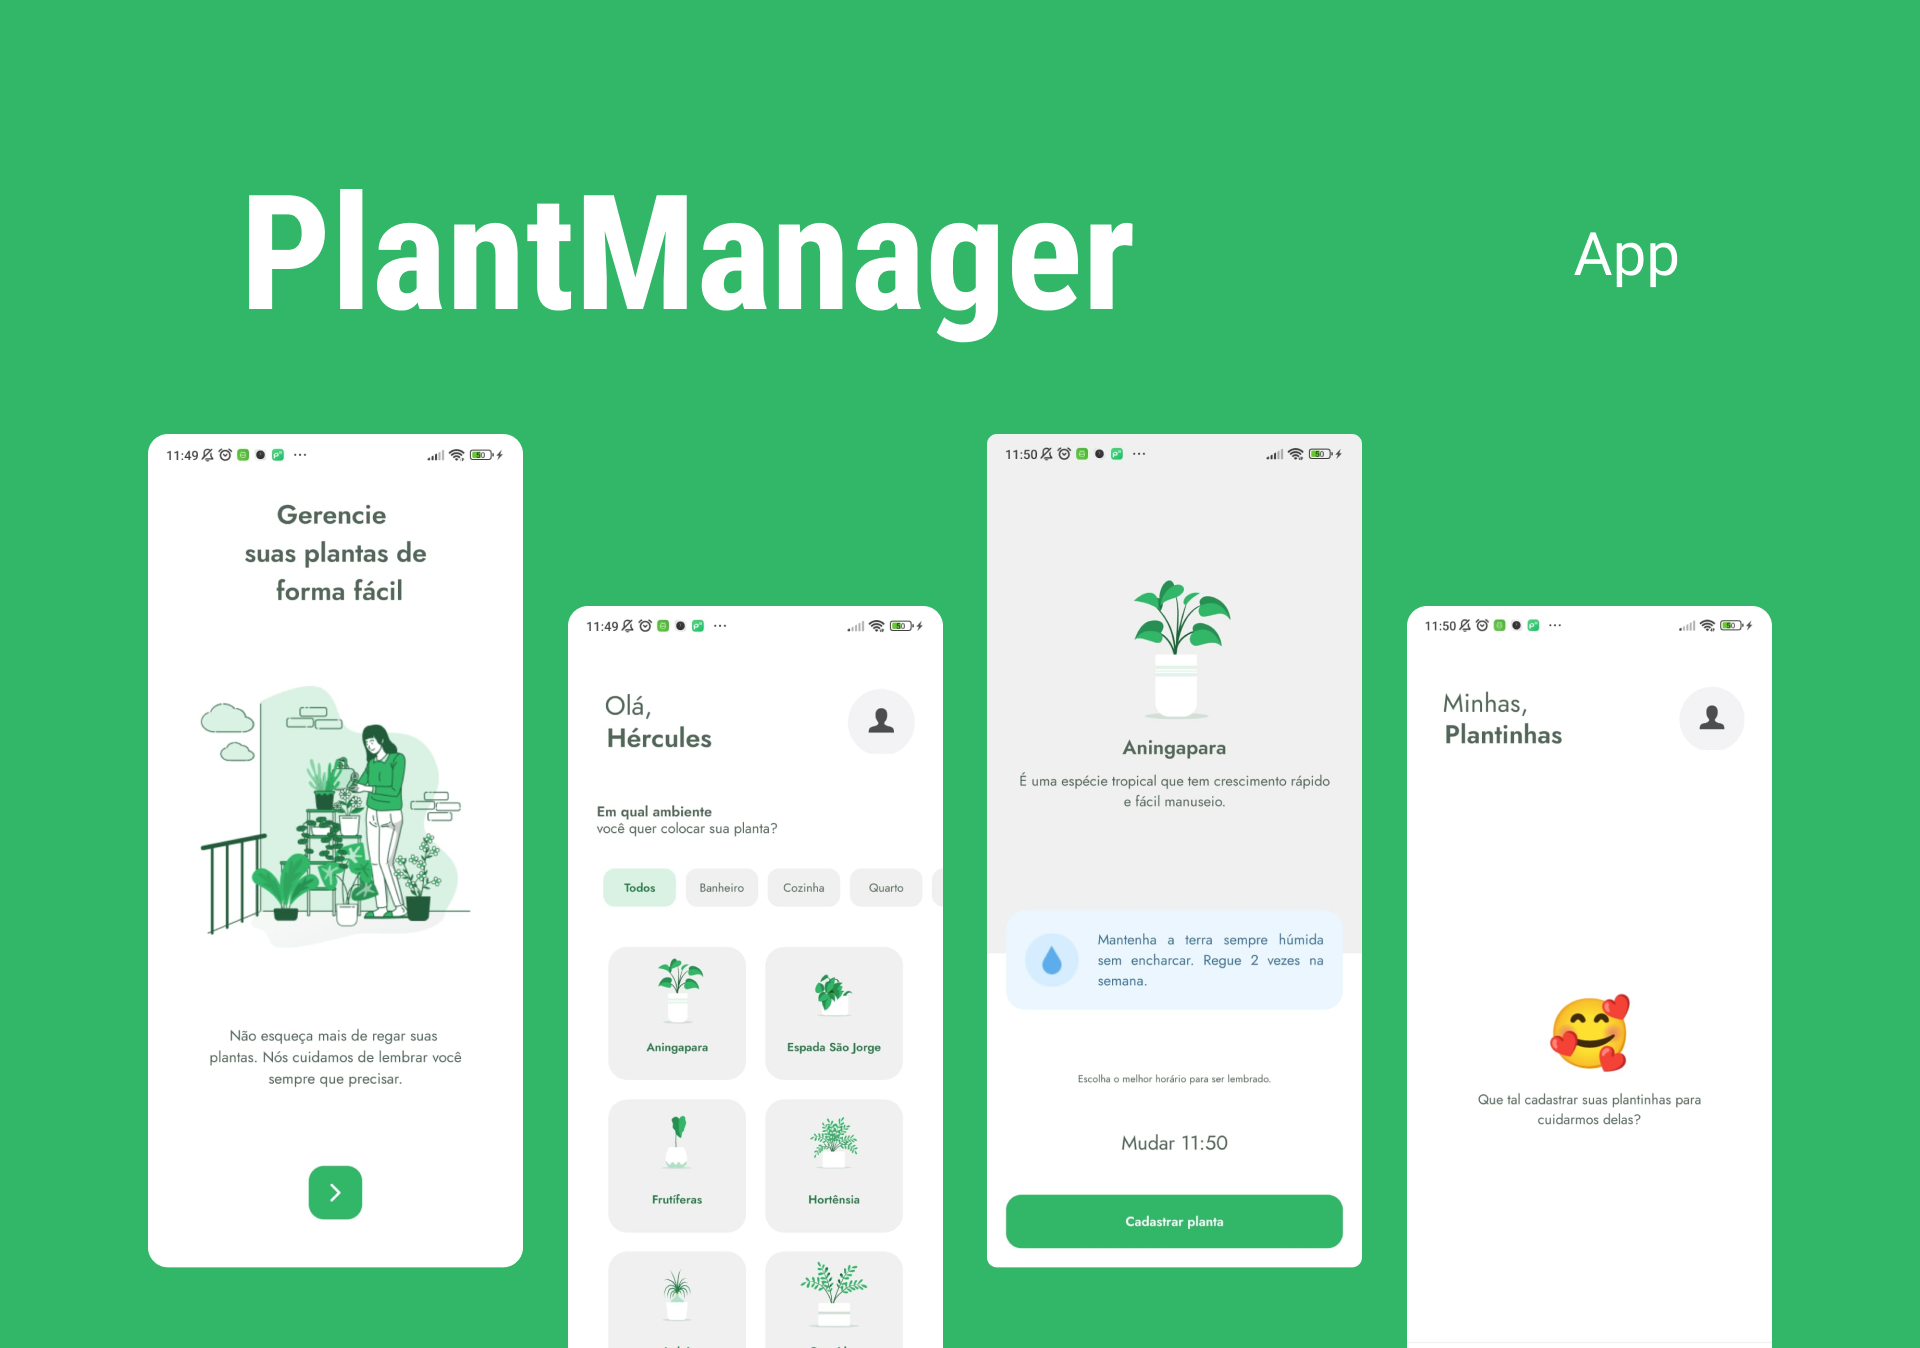 PlantManager
App
11:49
50
Gerencie
suas plantas de
forma fácil
Não esqueça mais de regar suas
plantas. Nós cuidamos de lembrar você
sempre que precisar.
11:49
50
Olá,
Hércules
Em qual ambiente
você quer colocar sua planta?
Todos
Banheiro
Cozinha
Quarto
Aningapara
Espada São Jorge
Frutíferas
Hortênsia
11:50
50
Aningapara
É uma espécie tropical que tem crescimento rápido
e fácil manuseio.
Mantenha a terra sempre húmida
sem encharcar. Regue 2 vezes na
semana.
Escolha o melhor horário para ser lembrado.
Mudar 11:50
Cadastrar planta
11:50
50
Minhas,
Plantinhas
Que tal cadastrar suas plantinhas para
cuidarmos delas?